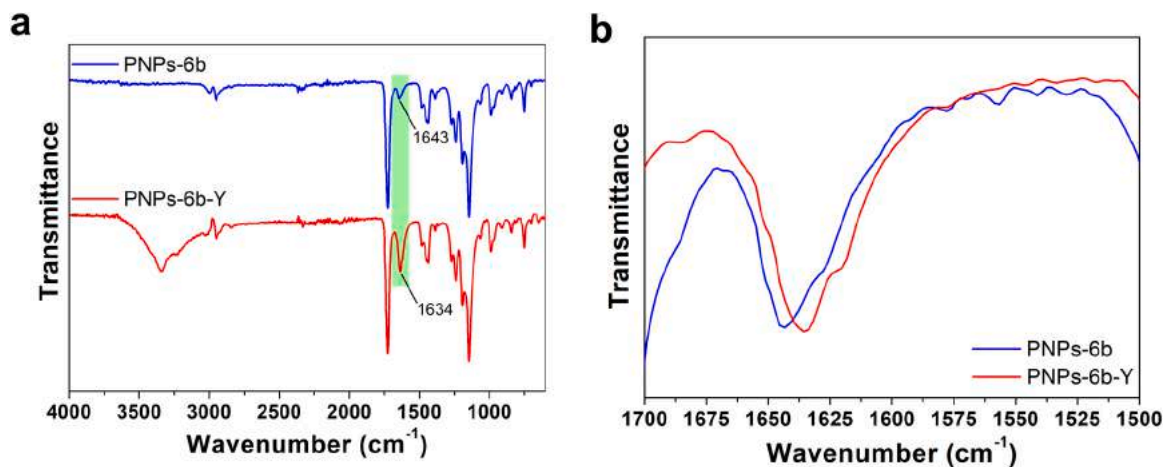 a
PNPs-6b
1643
PNPs-6b-Y
1634
Transmittance
4000 3500 3000 2500 2000 1500 1000
Wavenumber (cm⁻¹)
b
Transmittance
PNPs-6b
PNPs-6b-Y
1700 1675 1650 1625 1600 1575 1550 1525 1500
Wavenumber (cm⁻¹)